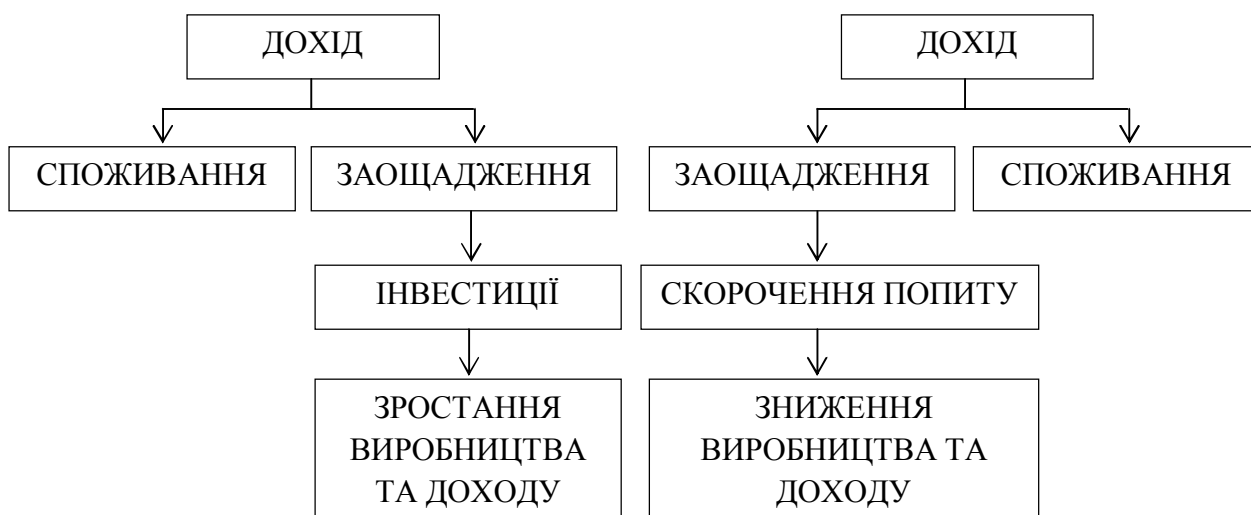 ДОХІД
ДОХІД
СПОЖИВАННЯ
ЗАОЩАДЖЕННЯ
ЗАОЩАДЖЕННЯ
СПОЖИВАННЯ
ІНВЕСТИЦІЇ
СКОРОЧЕННЯ ПОПИТУ
ЗРОСТАННЯ
ВИРОБНИЦТВА
ТА ДОХОДУ
ЗНИЖЕННЯ
ВИРОБНИЦТВА ТА
ДОХОДУ